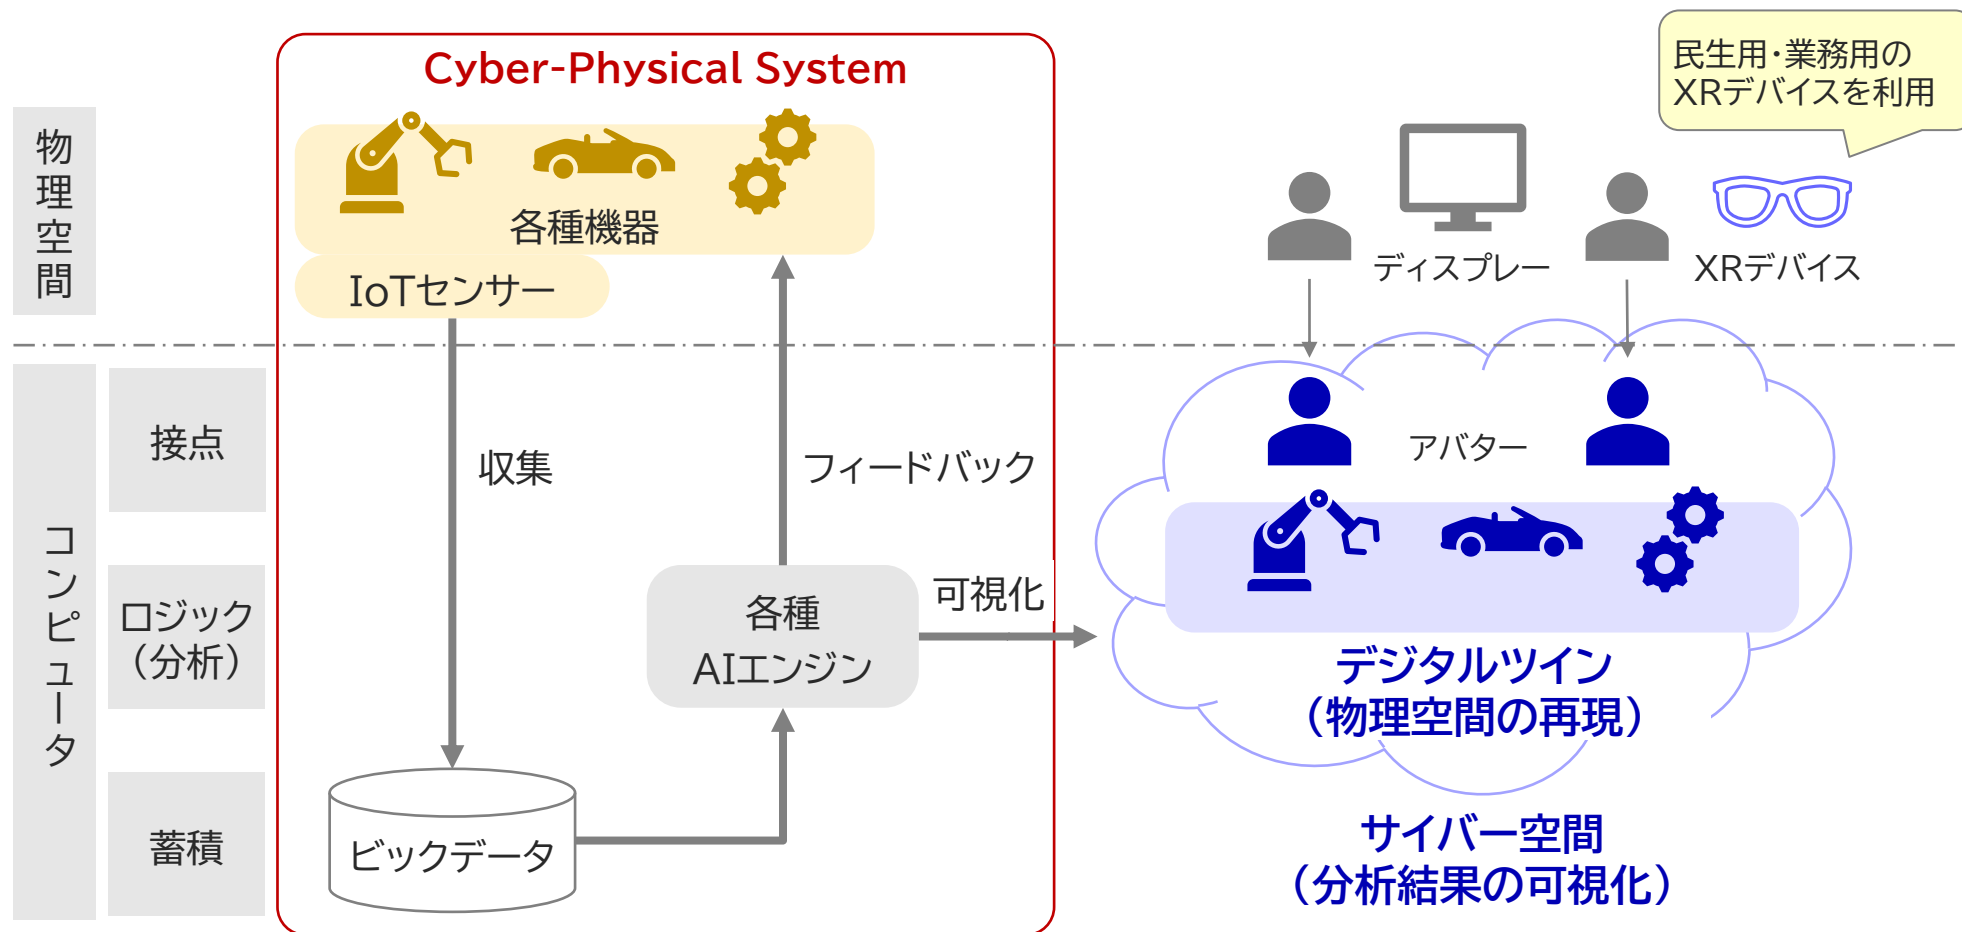 Cyber-Physical System
民生用・業務用の
XRデバイスを利用
物理空間
各種機器
IoTセンサー
ディスプレー
XRデバイス
コンピュータ
接点
収集
フィードバック
アバター
ロジック
（分析）
各種
AIエンジン
可視化
デジタルツイン
（物理空間の再現）
蓄積
ビックデータ
サイバー空間
（分析結果の可視化）